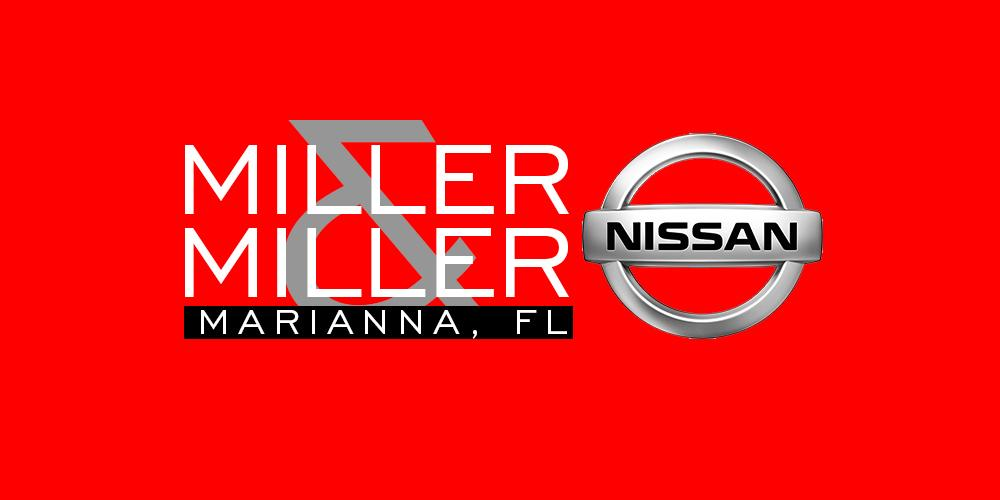 MILLER
&
MILLER
MARIANNA, FL
NISSAN